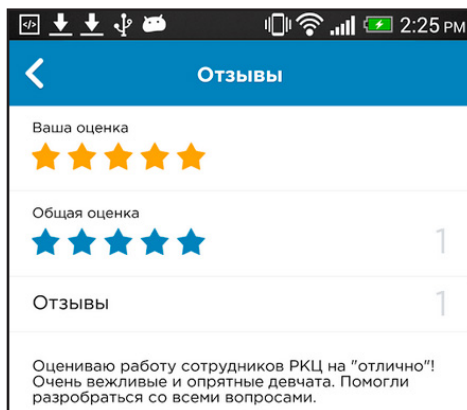 2:25 PM
Отзывы
Ваша оценка
Общая оценка
1
Отзывы
1
Оцениваю работу сотрудников РКЦ на "отлично"!
Очень вежливые и опрятные девчата. Помогли
разробраться со всеми вопросами.